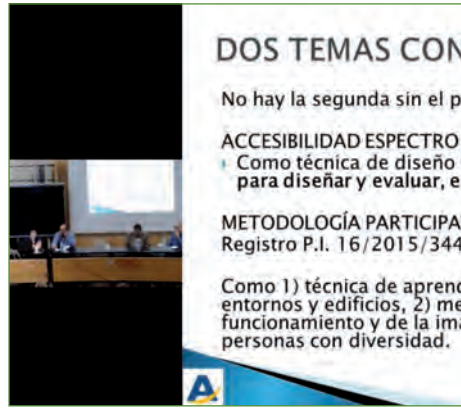 DOS TEMAS CON
No hay la segunda sin el p
ACCESIBILIDAD ESPECTRO
Como técnica de diseño
para diseñar y evaluar, e
METODOLOGÍA PARTICIPA
Registro P.I. 16/2015/344
Como 1) técnica de aprend
entornos y edificios, 2) me
funcionamiento y de la ima
personas con diversidad.
A